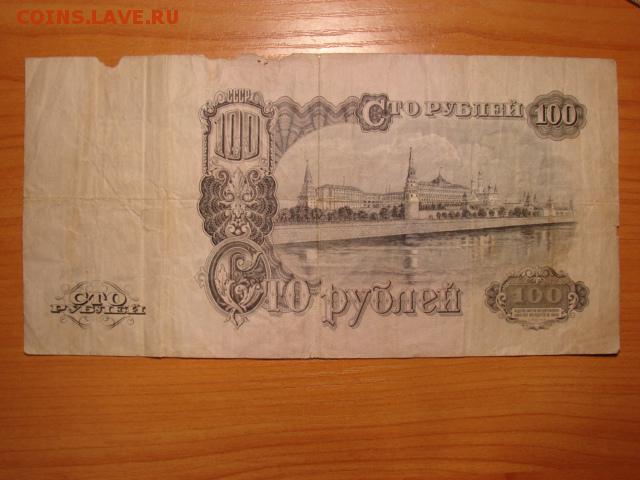 COINS.LAVE.RU
СССР
100
СТО РУБЛЕЙ 100
Сто рублей
100
СТО
РУБЛЕЙ